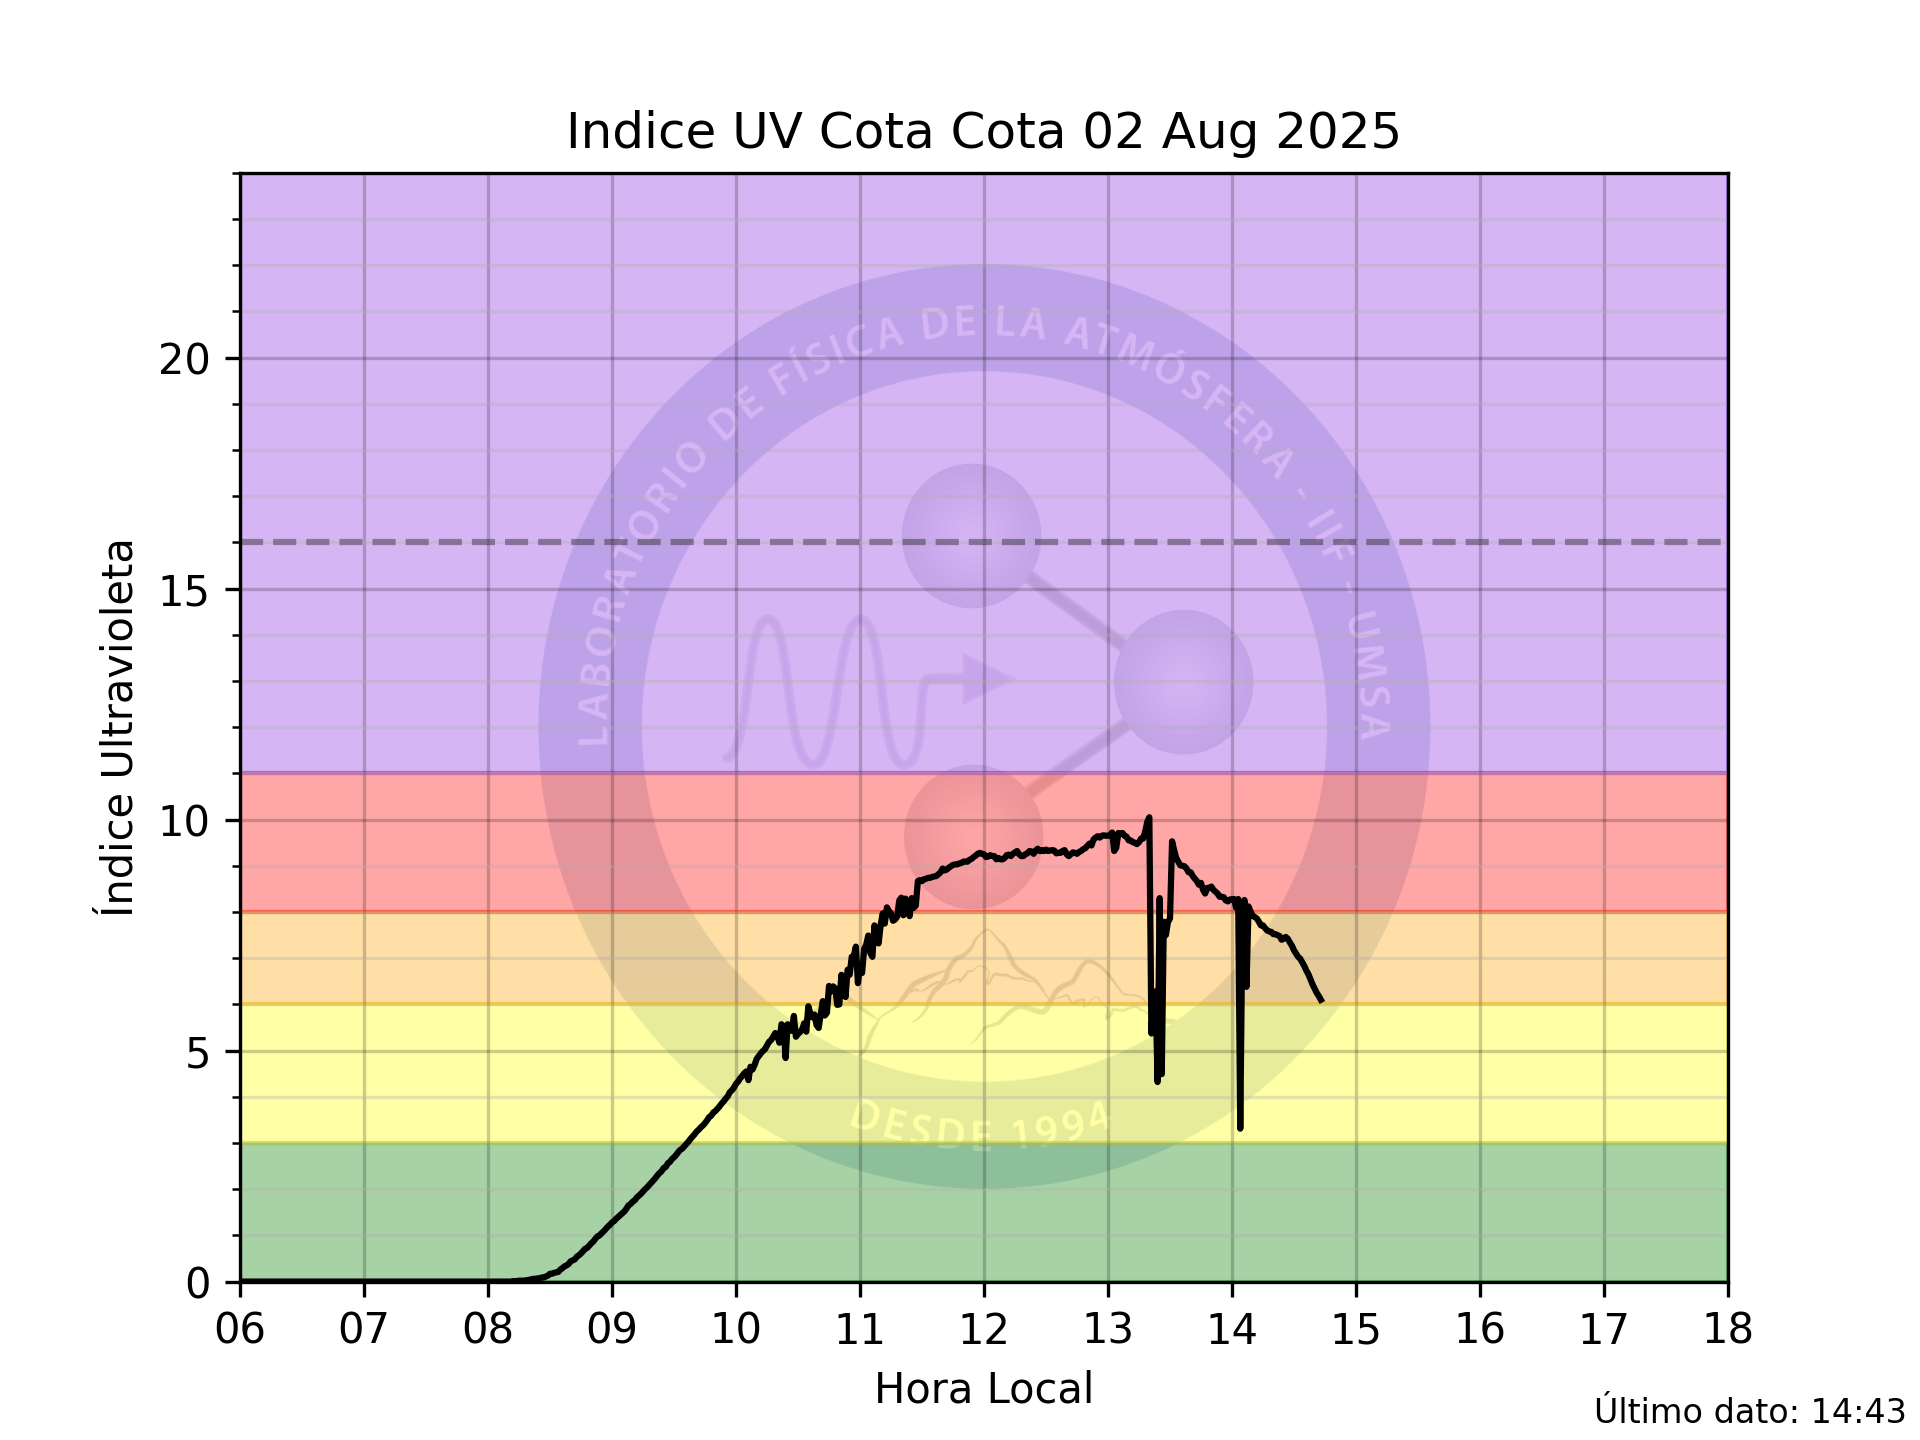 Indice UV Cota Cota 02 Aug 2025
LABORATORIO DE FÍSICA DE LA ATMÓSFERA - IIF - UMSA
DESDE 1994
Índice Ultravioleta
20
15
10
5
0
06 07 08 09 10 11 12 13 14 15 16 17 18
Hora Local
Último dato: 14:43